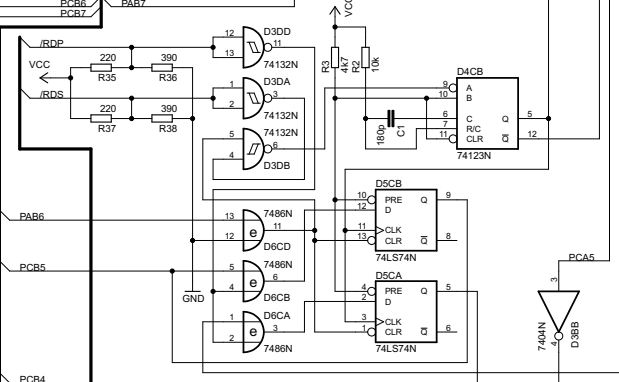 PCB6 PAB7
PCB7
VCC
/RDP
12 D3DD 11
13 74132N
220 390
R35 R36
VCC
R3 4k7 R2 10k
/RDS
1 D3DA 3
2 74132N
220 390
R37 R38
74132N
5 6
4 D3DB
180p C1
D4CB
9 A
10 B
6 C Q 5
7 R/C
11 CLR Q 12
74123N
D5CB
10 PRE Q 9
12 D
11 CLK
13 CLR Q 8
74LS74N
PAB6
13 7486N 11
12 e
D6CD
PCB5
5 7486N 6
4 e
D6CB
GND
D6CA
1 e 3
2 7486N
D5CA
4 PRE Q 5
2 D
3 CLK
1 CLR Q 6
74LS74N
PCA5
3
7404N D3BB
4
PCB4